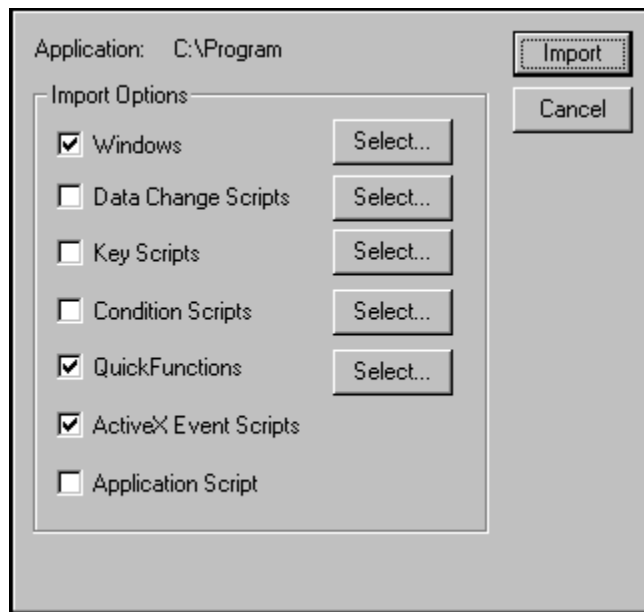 Application: C:\Program
Import
Import Options
Cancel
Windows Select...
Data Change Scripts Select...
Key Scripts Select...
Condition Scripts Select...
QuickFunctions Select...
ActiveX Event Scripts
Application Script